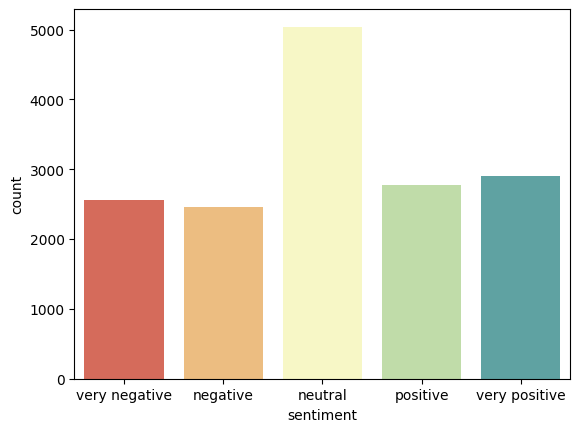 5000
4000
3000
2000
1000
0
count
very negative negative neutral positive very positive
sentiment